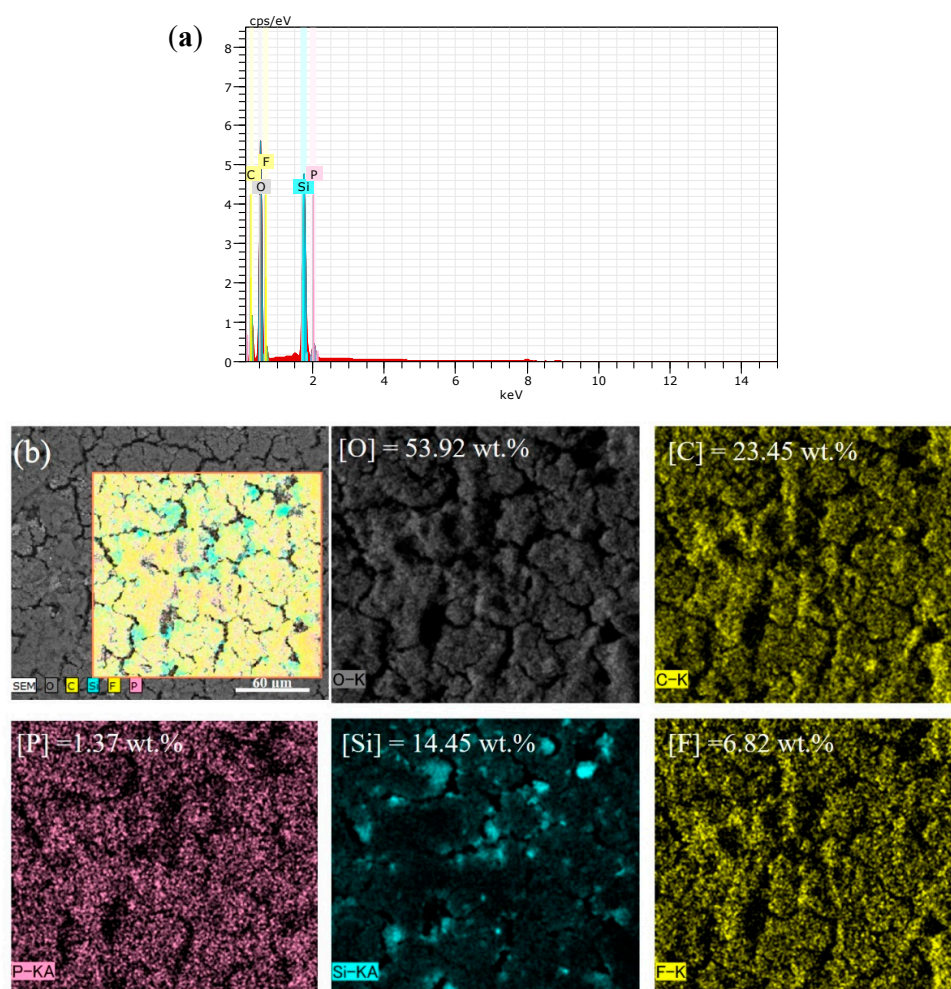 (a)
cps/eV
8
7
6
5
4
3
2
1
0
F
C
P
O
Si
2 4 6 8 10 12 14
keV
(b)
SEM O C Si F P
60 µm
[O] = 53.92 wt.%
O-K
[C] = 23.45 wt.%
C-K
[P] =1.37 wt.%
P-KA
[Si] = 14.45 wt.%
Si-KA
[F] =6.82 wt.%
F-K